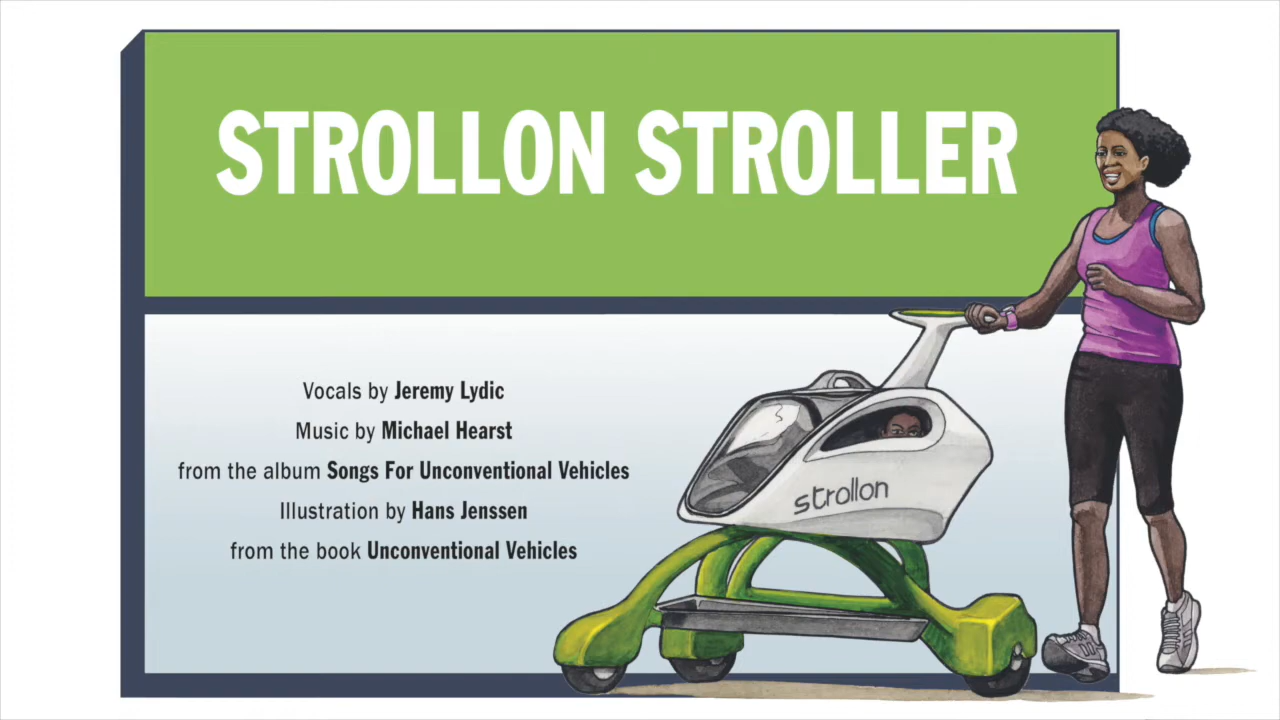 STROLLON STROLLER
Vocals by Jeremy Lydic
Music by Michael Hearst
from the album Songs For Unconventional Vehicles
Illustration by Hans Jenssen
from the book Unconventional Vehicles
strollon